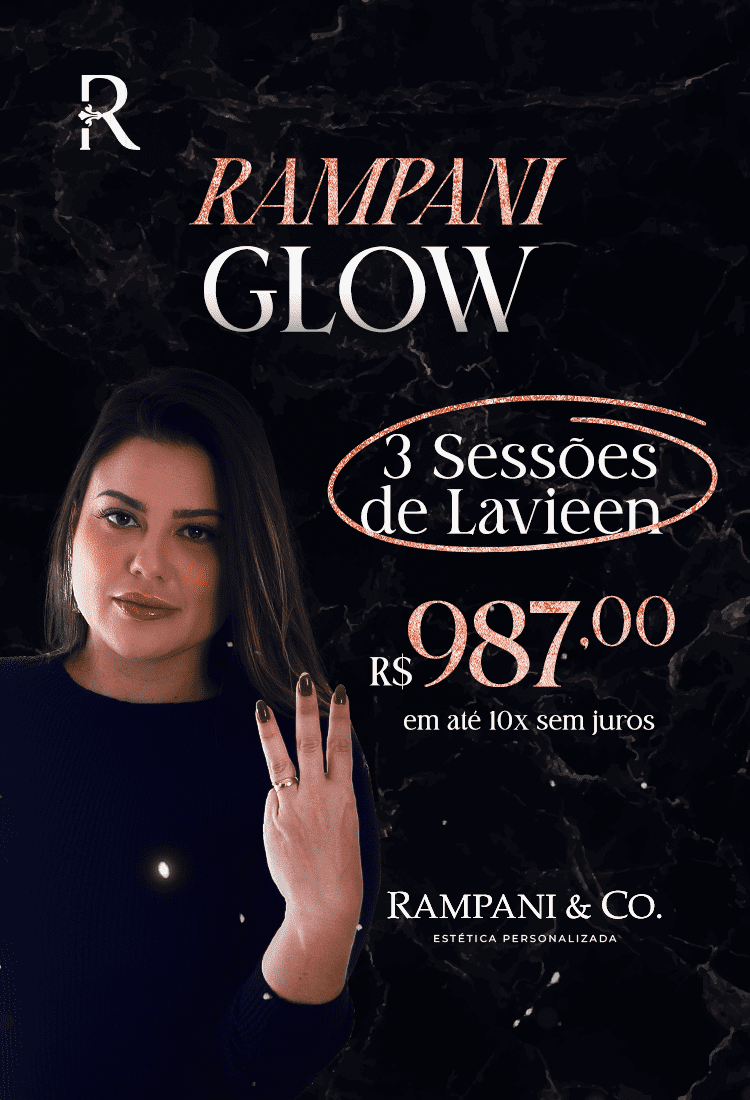 R
RAMPANI
GLOW
3 Sessões
de Lavieen
R$987,00
em até 10x sem juros
RAMPANI & CO.
ESTÉTICA PERSONALIZADA